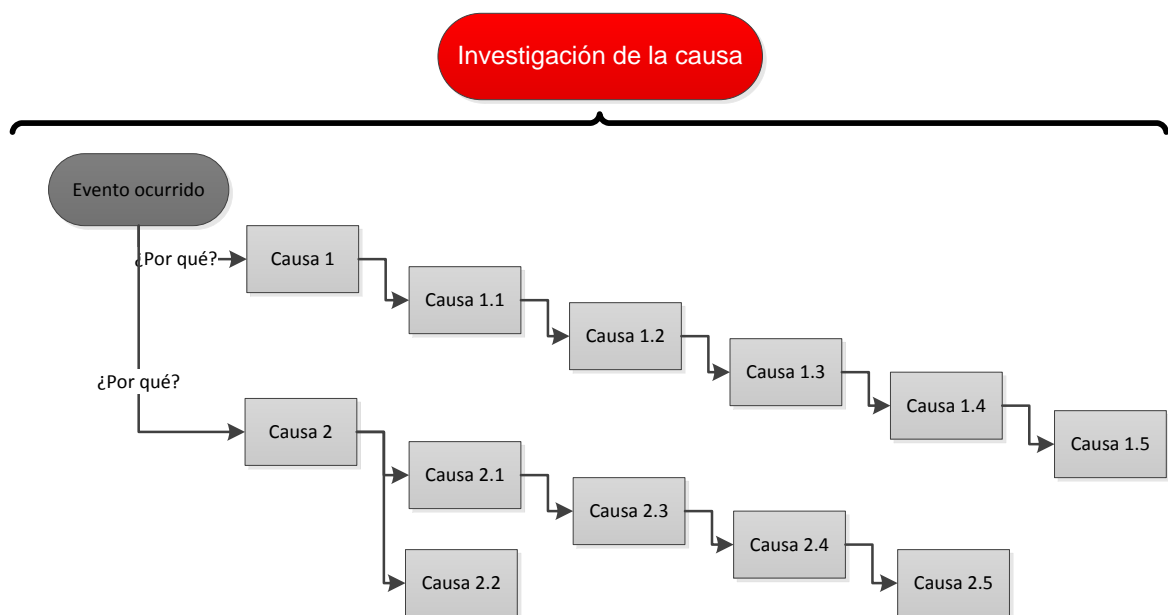 Investigación de la causa
Evento ocurrido
¿Por qué?
Causa 1
Causa 1.1
Causa 1.2
Causa 1.3
Causa 1.4
Causa 1.5
¿Por qué?
Causa 2
Causa 2.1
Causa 2.3
Causa 2.4
Causa 2.5
Causa 2.2